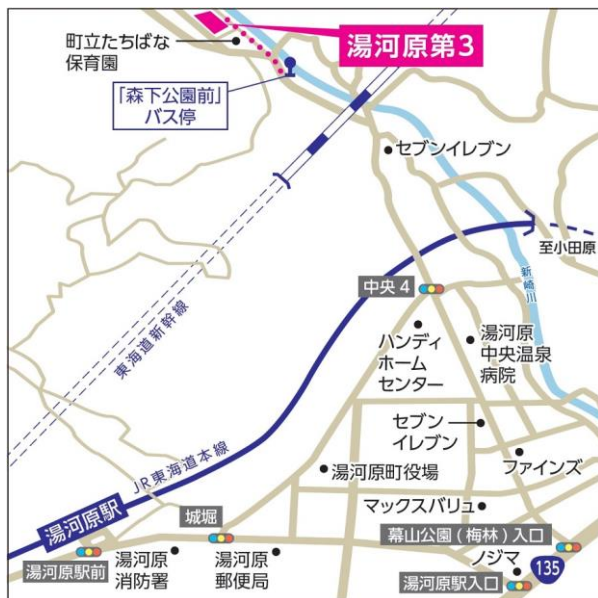 町立たちばな
保育園
湯河原第3
「森下公園前」
バス停
セブンイレブン
至小田原
新崎川
中央4
東海道新幹線
ハンディ
ホーム
センター
湯河原
中央温泉
病院
セブン
イレブン
JR東海道本線
湯河原町役場
ファインズ
マックスバリュ
湯河原駅
城堀
幕山公園(梅林)入口
湯河原駅前
湯河原
消防署
湯河原
郵便局
ノジマ
135
湯河原駅入口